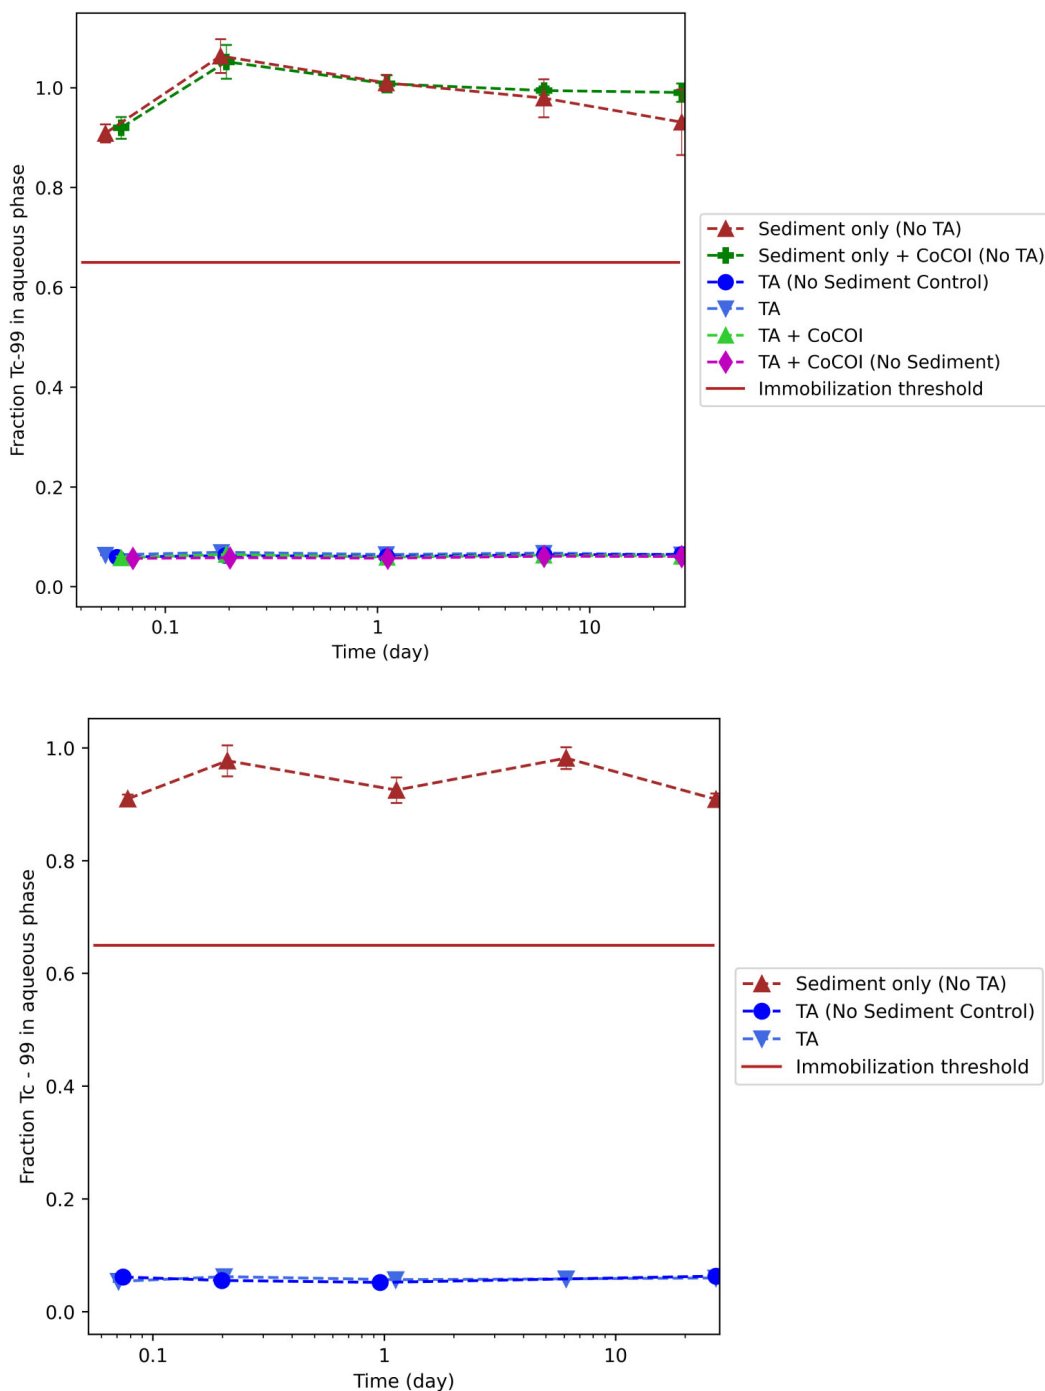 1.0
0.8
0.6
0.4
0.2
0.0
Fraction Tc-99 in aqueous phase
0.1 1 10
Time (day)
Sediment only (No TA)
Sediment only + CoCOI (No TA)
TA (No Sediment Control)
TA
TA + CoCOI
TA + CoCOI (No Sediment)
Immobilization threshold
1.0
0.8
0.6
0.4
0.2
0.0
Fraction Tc - 99 in aqueous phase
0.1 1 10
Time (day)
Sediment only (No TA)
TA (No Sediment Control)
TA
Immobilization threshold